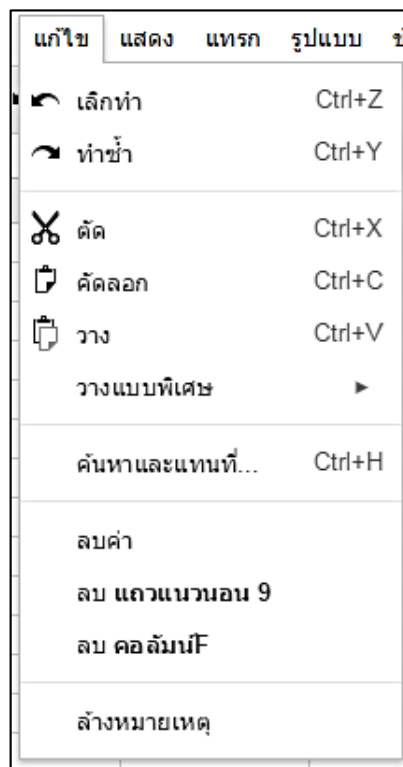 แก้ไข แสดง แทรก รูปแบบ
เลิกทำ Ctrl+Z
ทำซ้ำ Ctrl+Y
ตัด Ctrl+X
คัดลอก Ctrl+C
วาง Ctrl+V
วางแบบพิเศษ ►
ค้นหาและแทนที่... Ctrl+H
ลบค่า
ลบ แถวแนวนอน 9
ลบ คอลัมน์F
ล้างหมายเหตุ